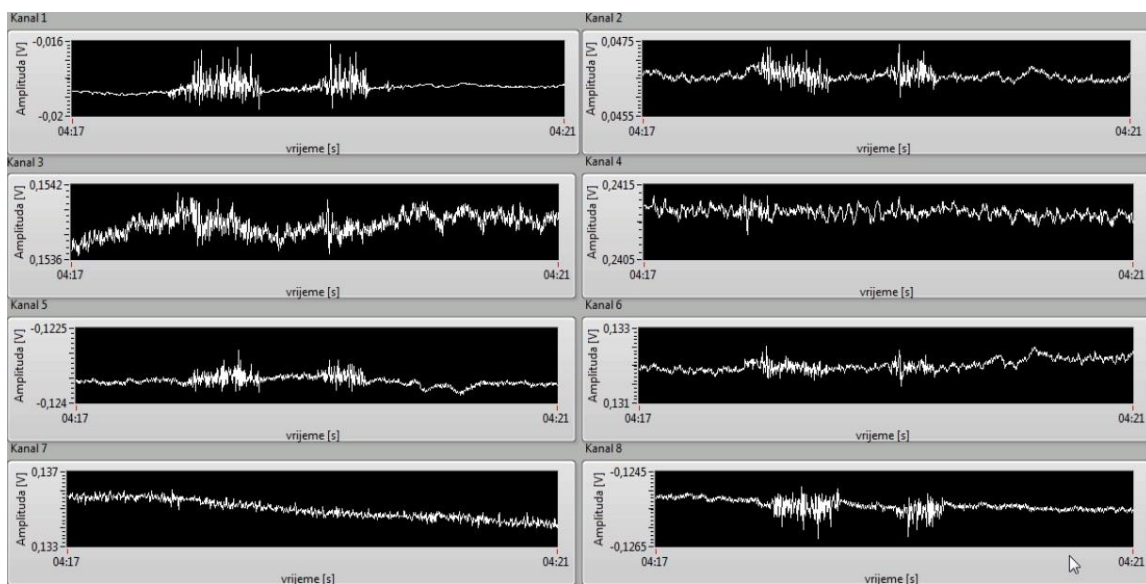 Kanal 1
Amplituda [V]
-0,016
-0,02
04:17
04:21
vrijeme [s]
Kanal 2
Amplituda [V]
0,0475
0,0455
04:17
04:21
vrijeme [s]
Kanal 3
Amplituda [V]
0,1542
0,1536
04:17
04:21
vrijeme [s]
Kanal 4
Amplituda [V]
0,2415
0,2405
04:17
04:21
vrijeme [s]
Kanal 5
Amplituda [V]
-0,1225
-0,124
04:17
04:21
vrijeme [s]
Kanal 6
Amplituda [V]
0,133
0,131
04:17
04:21
vrijeme [s]
Kanal 7
Amplituda [V]
0,137
0,133
04:17
04:21
vrijeme [s]
Kanal 8
Amplituda [V]
-0,1245
-0,1265
04:17
04:21
vrijeme [s]